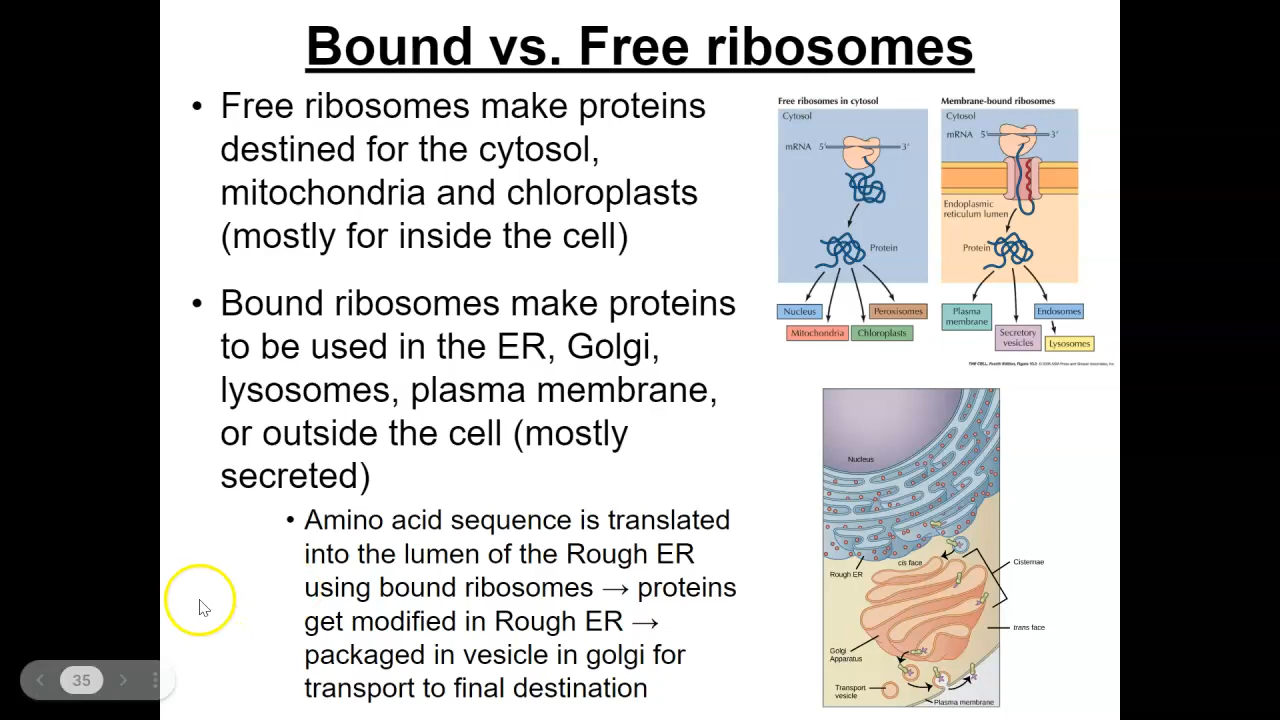 Bound vs. Free ribosomes
• Free ribosomes make proteins
destined for the cytosol,
mitochondria and chloroplasts
(mostly for inside the cell)
• Bound ribosomes make proteins
to be used in the ER, Golgi,
lysosomes, plasma membrane,
or outside the cell (mostly
secreted)
• Amino acid sequence is translated
into the lumen of the Rough ER
using bound ribosomes → proteins
get modified in Rough ER →
packaged in vesicle in golgi for
transport to final destination
Free ribosomes in cytosol
Cytosol
mRNA 5′ 3′
Protein
Nucleus
Peroxisomes
Mitochondria
Chloroplasts
Membrane-bound ribosomes
Cytosol
mRNA 5′ 3′
Endoplasmic
reticulum lumen
Protein
Plasma
membrane
Endosomes
Secretory
vesicles
Lysosomes
THE CELL, Fourth Edition, Figure
Nucleus
Rough ER
cis face
Cisternae
trans face
Golgi
Apparatus
Transport
vesicle
Plasma membrane
35